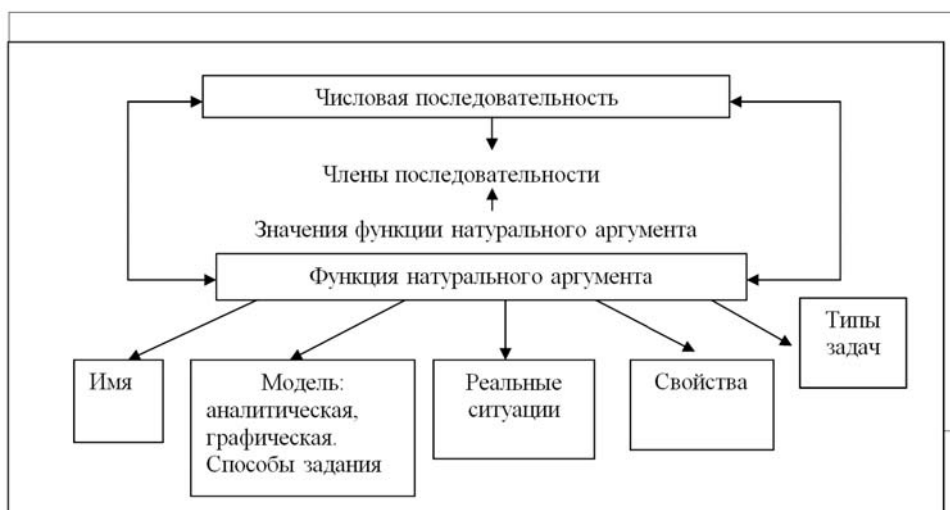 Числовая последовательность
Члены последовательности
Значения функции натурального аргумента
Функция натурального аргумента
Имя
Модель:
аналитическая,
графическая.
Способы задания
Реальные
ситуации
Свойства
Типы
задач